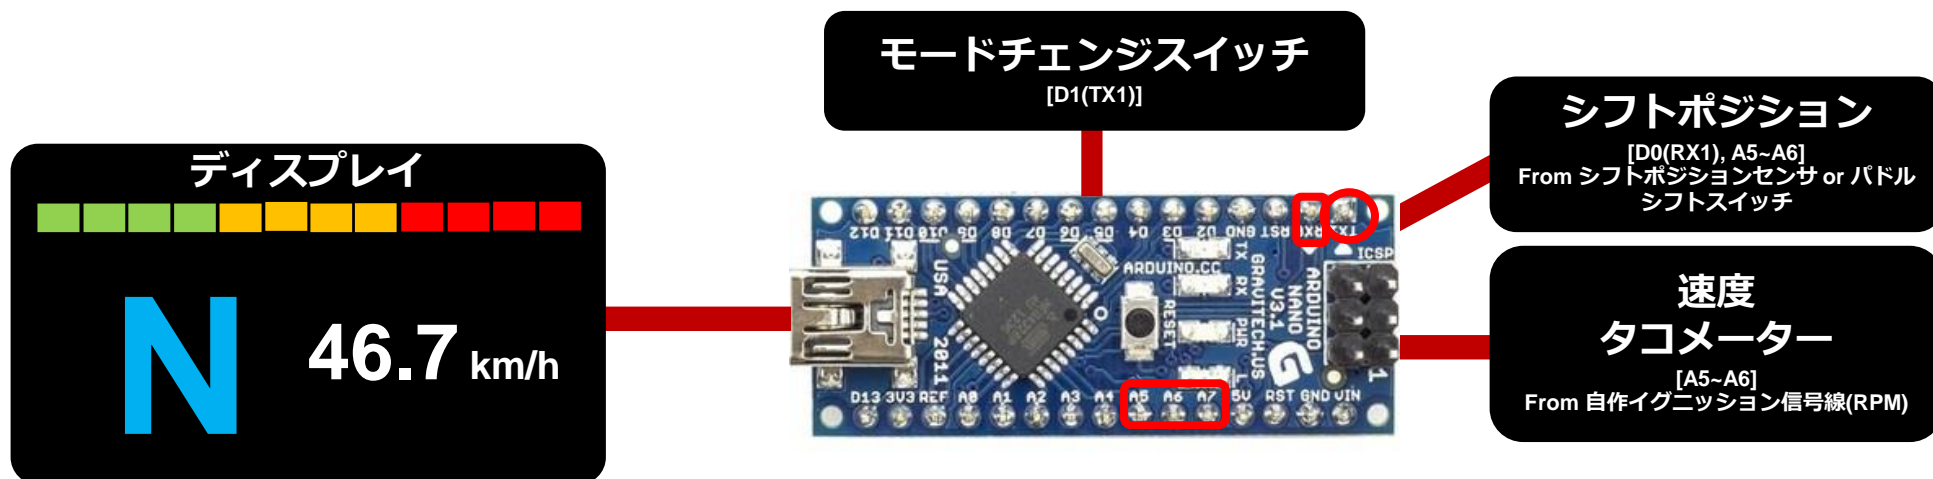 モードチェンジスイッチ
[D1(TX1)]
シフトポジション
[D0(RX1), A5~A6]
From シフトポジションセンサ or パドル
シフトスイッチ
ディスプレイ
N
46.7 km/h
速度
タコメーター
[A5~A6]
From 自作イグニッション信号線(RPM)
D12 D11 D10 D9 D8 D7 D6 D5 D4 D3 D2 GND RST RX0 TX1
ICSP
TX
RX
PWR
L
RESET
ARDUINO.CC
GRAVITECH.US
ARDUINO
NANO
V3.1
G
USA
2011
1
D13 3V3 REF A0 A1 A2 A3 A4 A5 A6 A7 5V RST GND VIN